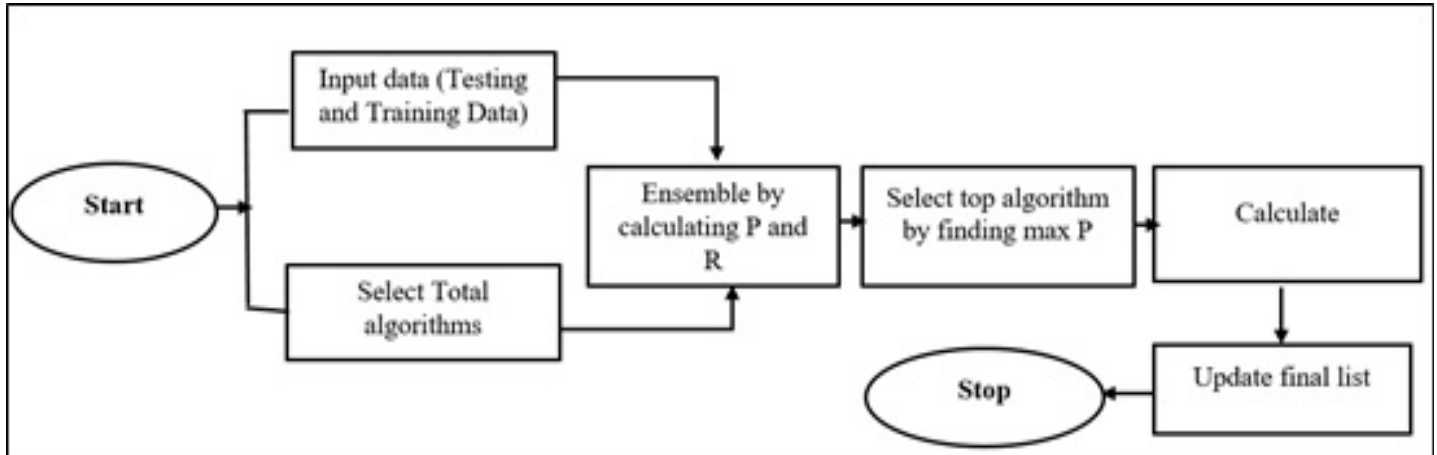 Input data (Testing
and Training Data)
Start
Select Total
algorithms
Ensemble by
calculating P and
R
Select top algorithm
by finding max P
Calculate
Update final list
Stop